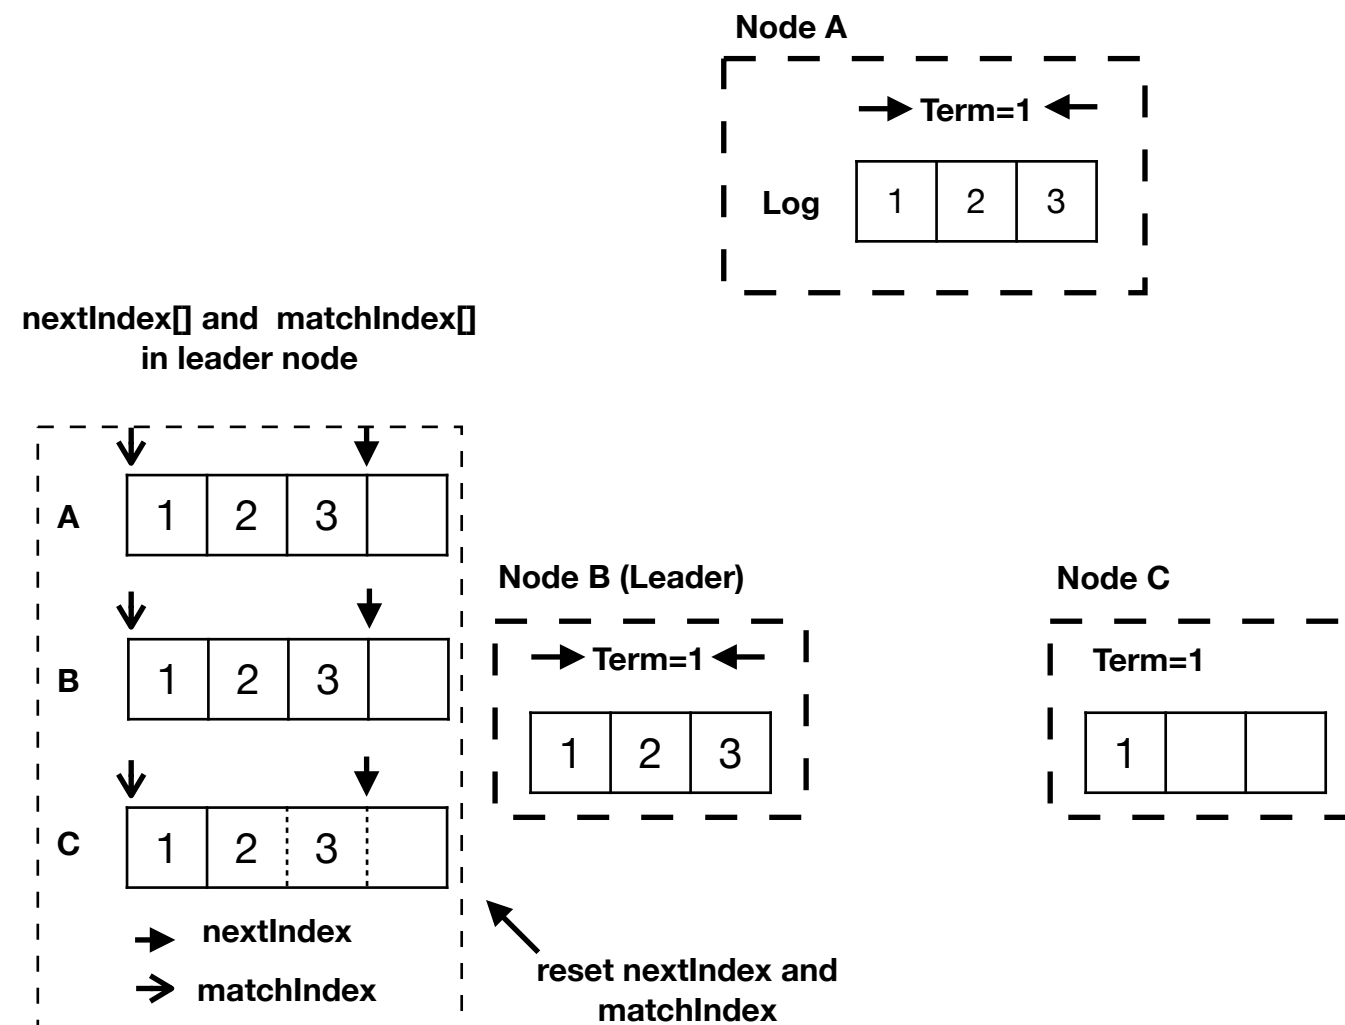 Node A
Term=1
Log 1 2 3
nextIndex[] and matchIndex[]
in leader node
A 1 2 3
B 1 2 3
C 1 2 3
nextIndex
matchIndex
Node B (Leader)
Term=1
1 2 3
Node C
Term=1
1
reset nextIndex and
matchIndex